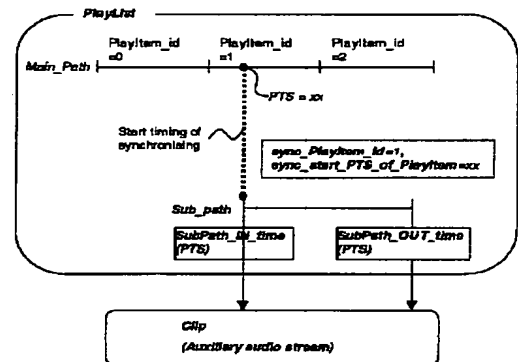 PlayList
PlayItem_id
=0
PlayItem_id
=1
PlayItem_id
=2
Main_Path
PTS = xx
Start timing of
synchronising
sync_PlayItem_id=1,
sync_start_PTS_of_PlayItem=xx
Sub_path
SubPath_IN_time
(PTS)
SubPath_OUT_time
(PTS)
Clip
(Auxiliary audio stream)